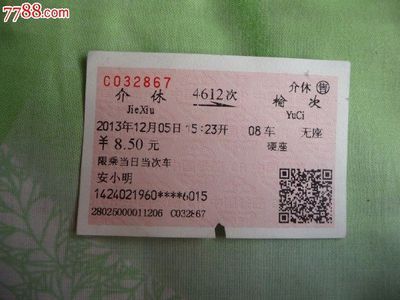 7788.com
C032867
介休 售
介休 4612次 榆次
JieXiu YuCi
2013年12月05日 15:23开 08车 无座
¥8.50元 硬座
限乘当日当次车
安小明
1424021960****6015
28025000011206 C032867